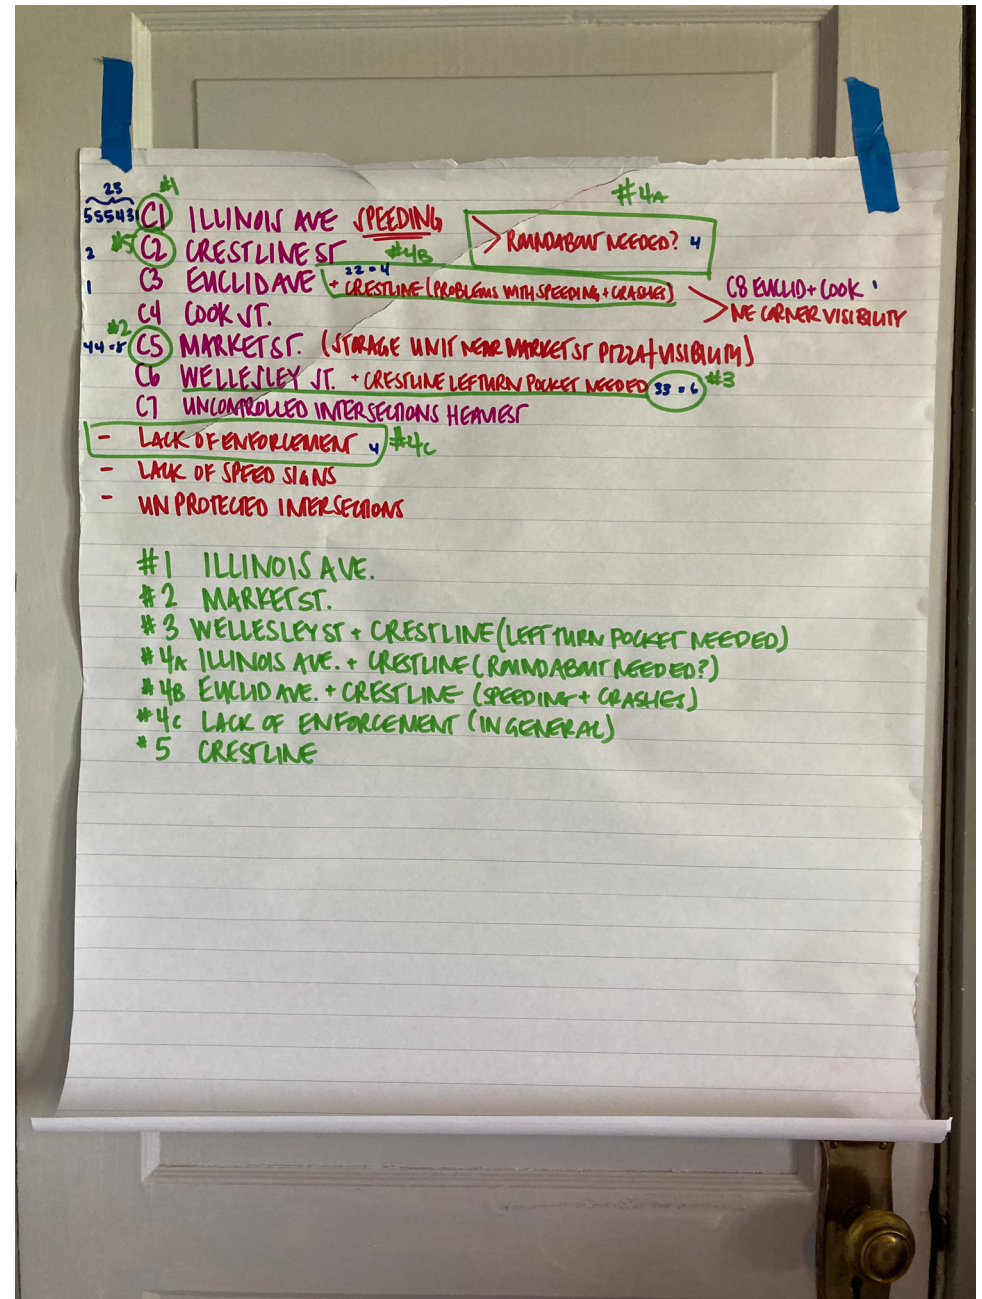 25 #1 #4A
555431 C1 ILLINOIS AVE SPEEDING > ROUNDABOUT NEEDED? 4
2 #5 C2 CRESTLINE ST #4B
1 C3 EUCLID AVE 22=4 + CRESTLINE (PROBLEMS WITH SPEEDING + CRASHES) > C8 EUCLID + COOK '
C4 COOK ST. NE CORNER VISIBILITY
#2 44=8 C5 MARKET ST. (STORAGE UNIT NEAR MARKET ST PIZZA/VISIBILITY)
C6 WELLESLEY ST. + CRESTLINE LEFT TURN POCKET NEEDED 33=6 #3
C7 UNCONTROLLED INTERSECTIONS HEAVIEST
- LACK OF ENFORCEMENT 4 #4C
- LACK OF SPEED SIGNS
- UNPROTECTED INTERSECTIONS
#1 ILLINOIS AVE.
#2 MARKET ST.
#3 WELLESLEY ST + CRESTLINE (LEFT TURN POCKET NEEDED)
#4A ILLINOIS AVE. + CRESTLINE (ROUNDABOUT NEEDED?)
#4B EUCLID AVE. + CRESTLINE (SPEEDING + CRASHES)
#4C LACK OF ENFORCEMENT (IN GENERAL)
#5 CRESTLINE